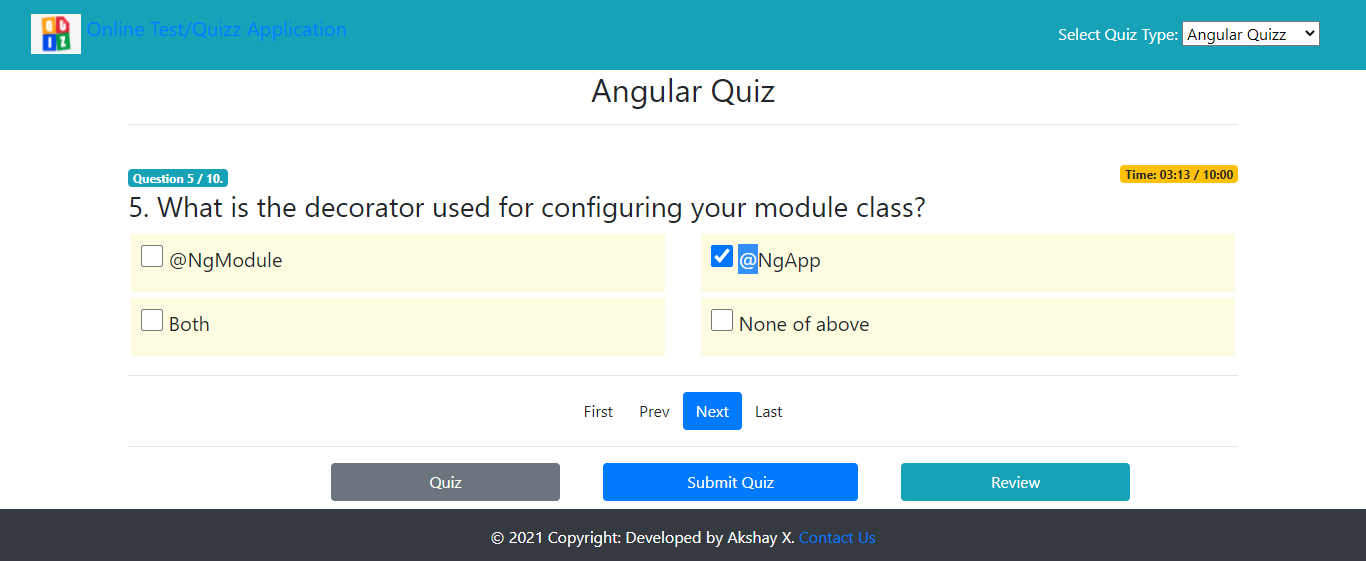 QUIZ Online Test/Quizz Application
Select Quiz Type: Angular Quizz
Angular Quiz
Question 5 / 10.
Time: 03:13 / 10:00
5. What is the decorator used for configuring your module class?
@NgModule
@NgApp
Both
None of above
First Prev Next Last
Quiz Submit Quiz Review
© 2021 Copyright: Developed by Akshay X. Contact Us